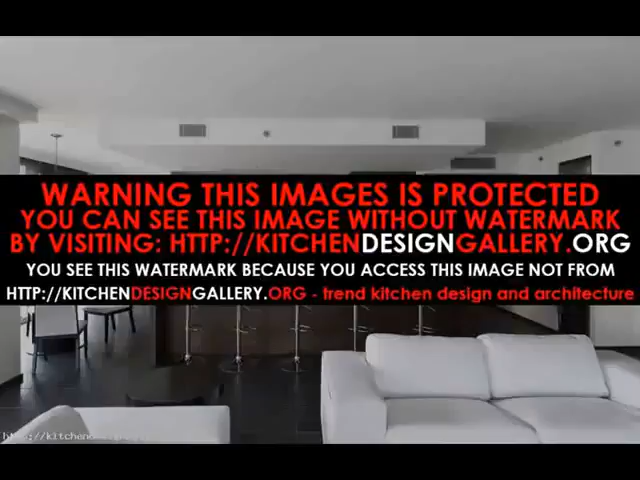 WARNING THIS IMAGES IS PROTECTED
YOU CAN SEE THIS IMAGE WITHOUT WATERMARK
BY VISITING: HTTP://KITCHENDESIGNGALLERY.ORG
YOU SEE THIS WATERMARK BECAUSE YOU ACCESS THIS IMAGE NOT FROM
HTTP://KITCHENDESIGNGALLERY.ORG - trend kitchen design and architecture